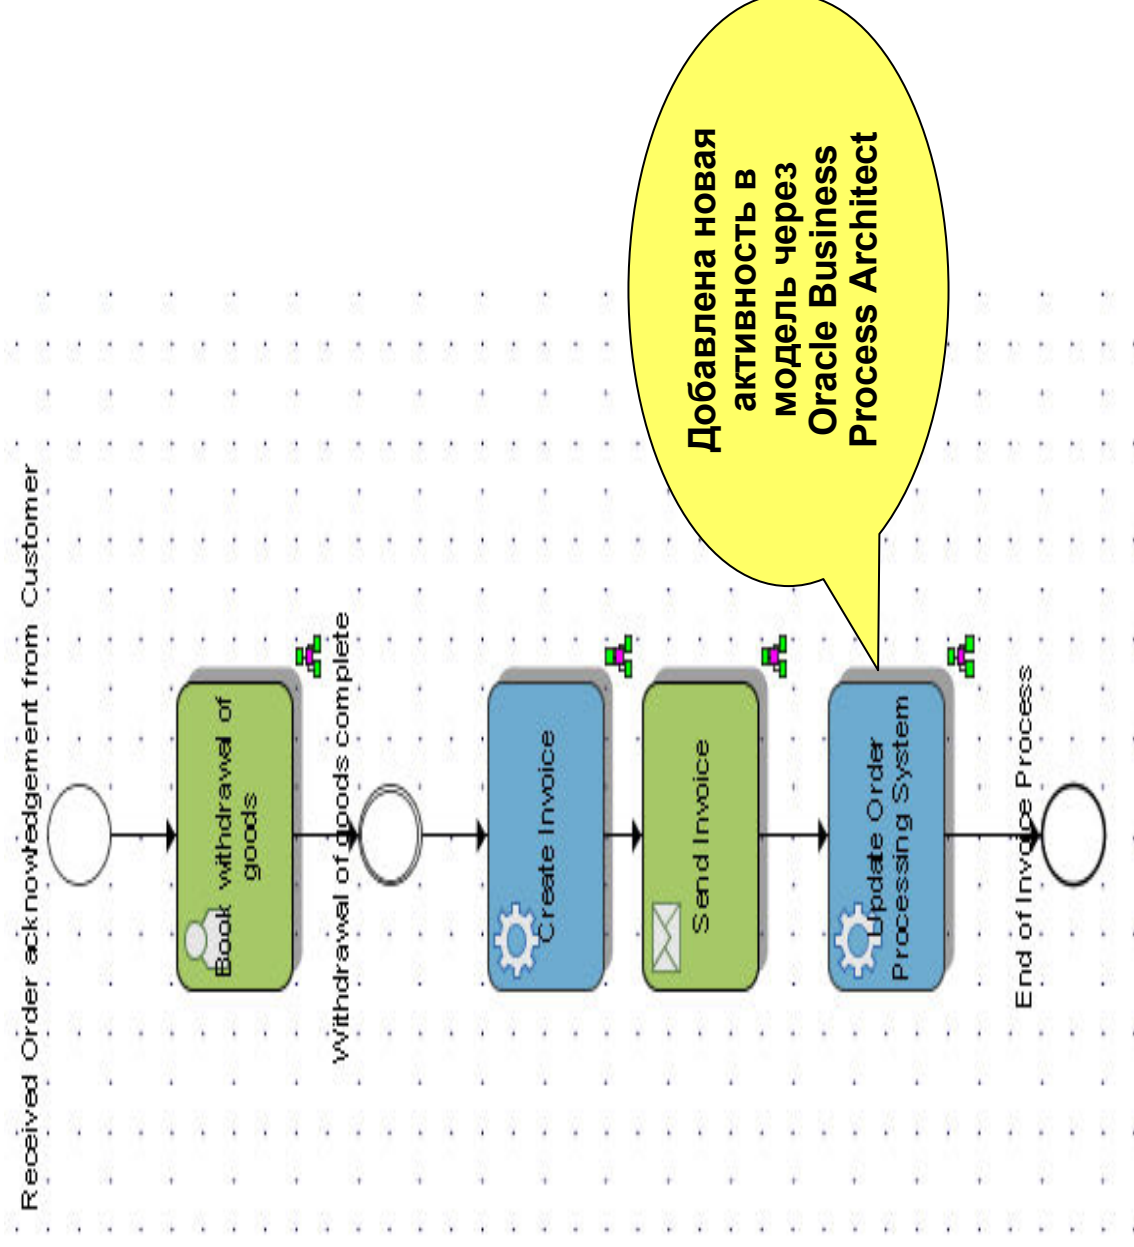 Received Order acknowledgement from Customer
Book withdrawal of
goods
Withdrawal of goods complete
Create Invoice
Send Invoice
Update Order
Processing System
End of Invoice Process
Добавлена новая
активность в
модель через
Oracle Business
Process Architect